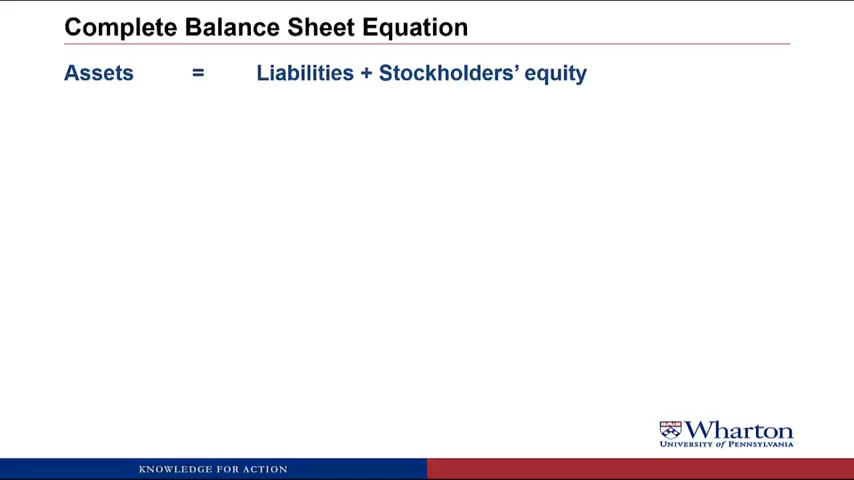 Complete Balance Sheet Equation
Assets = Liabilities + Stockholders’ equity
Wharton
UNIVERSITY of PENNSYLVANIA
KNOWLEDGE FOR ACTION